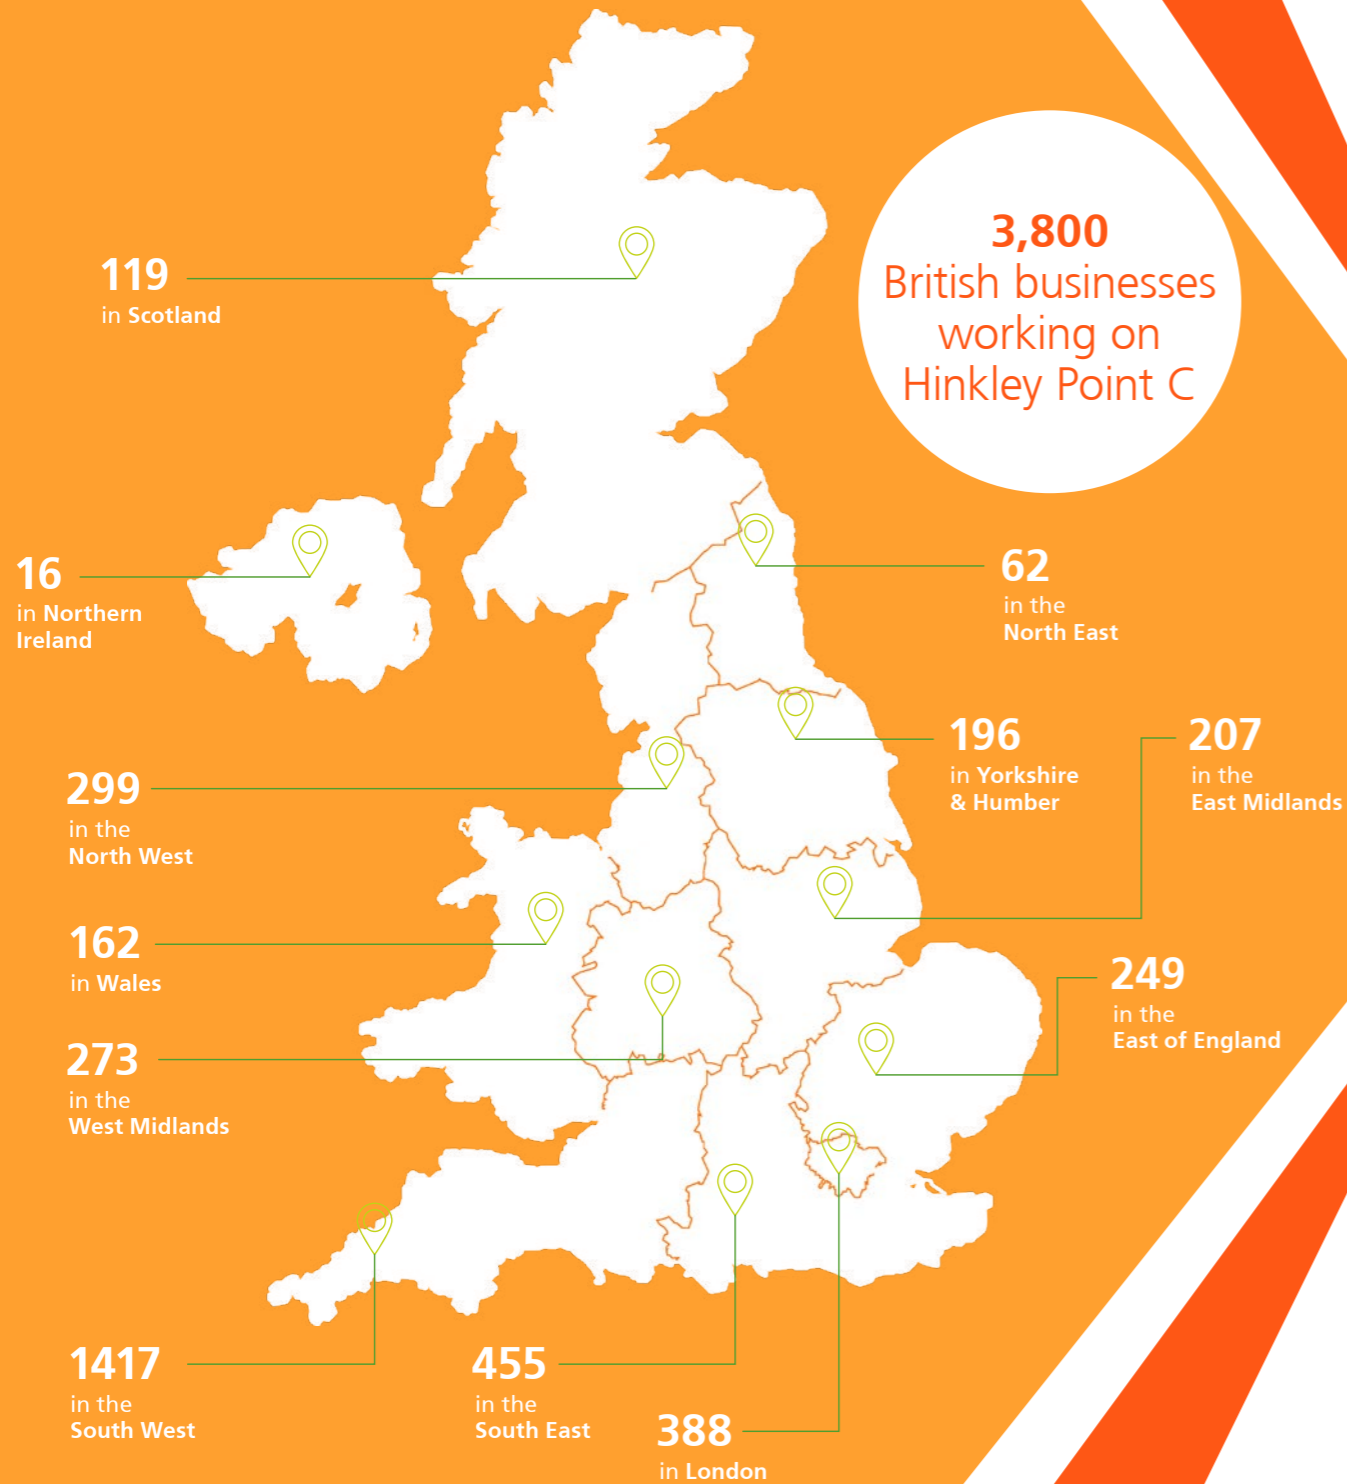 3,800
British businesses
working on
Hinkley Point C
119
in Scotland
16
in Northern
Ireland
62
in the
North East
196
in Yorkshire
& Humber
207
in the
East Midlands
299
in the
North West
162
in Wales
249
in the
East of England
273
in the
West Midlands
1417
in the
South West
455
in the
South East
388
in London